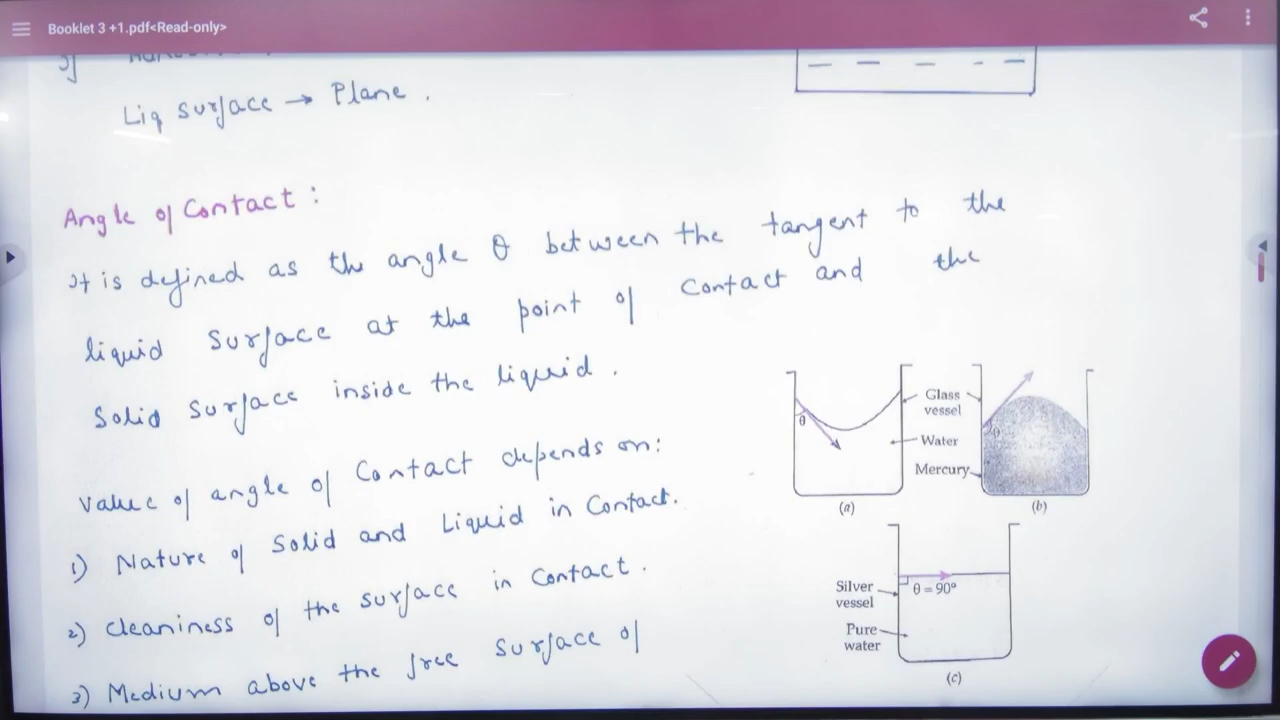 Booklet 3 +1.pdf<Read-only>
Liq surface → Plane .
Angle of Contact :
It is defined as the angle θ between the tangent to the
liquid surface at the point of contact and the
solid surface inside the liquid .
Value of angle of Contact depends on:
1) Nature of Solid and Liquid in Contact.
2) Cleaniness of the surface in Contact .
3) Medium above the free surface of
θ
Glass
vessel
Water
Mercury
θ
(a)
(b)
Silver
vessel
θ = 90°
Pure
water
(c)